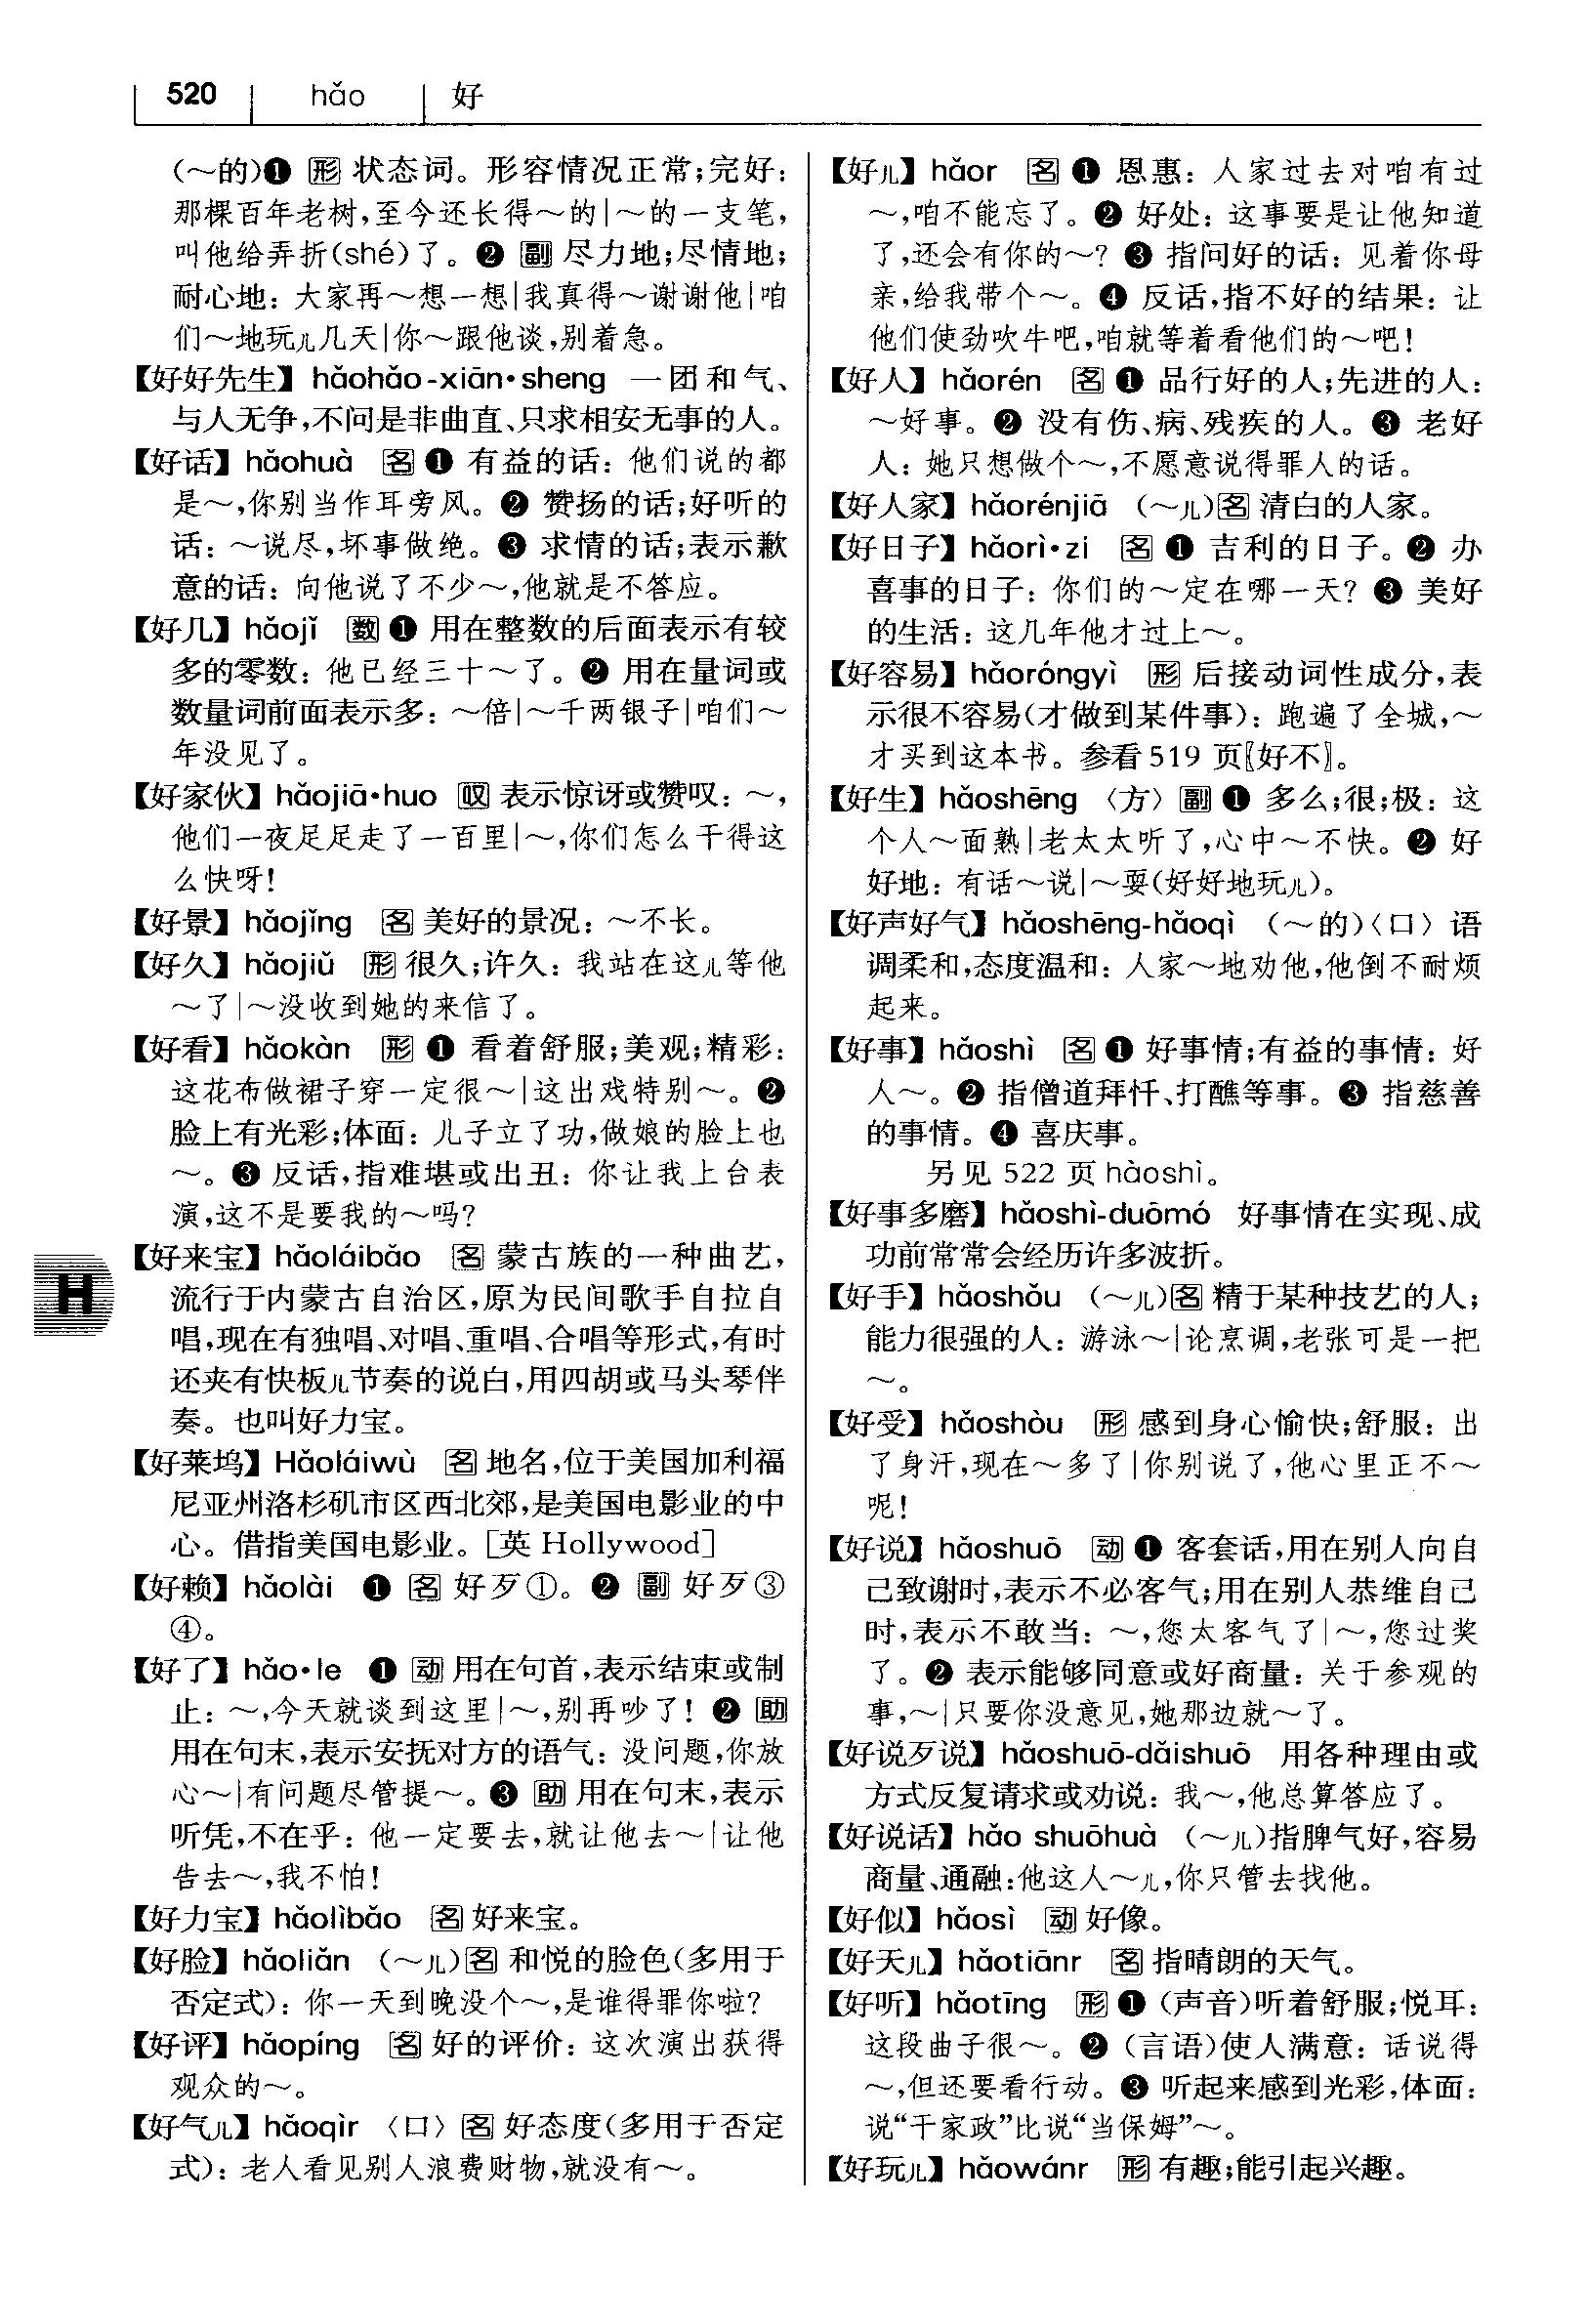 520 hǎo 好
(～的)❶ 形 状态词。形容情况正常；完好：
那棵百年老树，至今还长得～的|～的一支笔，
叫他给弄折(shé)了。❷ 副 尽力地；尽情地；
耐心地：大家再～想一想|我真得～谢谢他|咱
们～地玩儿几天|你～跟他谈，别着急。
【好好先生】hǎohǎo-xiān·sheng 一团和气、
与人无争，不问是非曲直、只求相安无事的人。
【好话】hǎohuà 名 ❶ 有益的话：他们说的都
是～，你别当作耳旁风。❷ 赞扬的话；好听的
话：～说尽，坏事做绝。❸ 求情的话；表示歉
意的话：向他说了不少～，他就是不答应。
【好几】hǎojǐ 数 ❶ 用在整数的后面表示有较
多的零数：他已经三十～了。❷ 用在量词或
数量词前面表示多：～倍|～千两银子|咱们～
年没见了。
【好家伙】hǎojiā·huo 叹 表示惊讶或赞叹：～，
他们一夜足足走了一百里|～，你们怎么干得这
么快呀！
【好景】hǎojǐng 名 美好的景况：～不长。
【好久】hǎojiǔ 形 很久；许久：我站在这儿等他
～了|～没收到她的来信了。
【好看】hǎokàn 形 ❶ 看着舒服；美观；精彩：
这花布做裙子穿一定很～|这出戏特别～。❷
脸上有光彩；体面：儿子立了功，做娘的脸上也
～。❸ 反话，指难堪或出丑：你让我上台表
演，这不是要我的～吗？
【好来宝】hǎoláibǎo 名 蒙古族的一种曲艺，
流行于内蒙古自治区，原为民间歌手自拉自
唱，现在有独唱、对唱、重唱、合唱等形式，有时
还夹有快板儿节奏的说白，用四胡或马头琴伴
奏。也叫好力宝。
【好莱坞】Hǎoláiwù 名 地名，位于美国加利福
尼亚州洛杉矶市区西北郊，是美国电影业的中
心。借指美国电影业。[英 Hollywood]
【好赖】hǎolài ❶ 名 好歹①。❷ 副 好歹③
④。
【好了】hǎo·le ❶ 动 用在句首，表示结束或制
止：～，今天就谈到这里|～，别再吵了！❷ 助
用在句末，表示安抚对方的语气：没问题，你放
心～|有问题尽管提～。❸ 助 用在句末，表示
听凭，不在乎：他一定要去，就让他去～|让他
告去～，我不怕！
【好力宝】hǎolìbǎo 名 好来宝。
【好脸】hǎoliǎn （～儿）名 和悦的脸色（多用于
否定式）：你一天到晚没个～，是谁得罪你啦？
【好评】hǎopíng 名 好的评价：这次演出获得
观众的～。
【好气儿】hǎoqìr 〈口〉名 好态度（多用于否定
式）：老人看见别人浪费财物，就没有～。
【好儿】hǎor 名 ❶ 恩惠：人家过去对咱有过
～，咱不能忘了。❷ 好处：这事要是让他知道
了，还会有你的～？❸ 指问好的话：见着你母
亲，给我带个～。❹ 反话，指不好的结果：让
他们使劲吹牛吧，咱就等着看他们的～吧！
【好人】hǎorén 名 ❶ 品行好的人；先进的人：
～好事。❷ 没有伤、病、残疾的人。❸ 老好
人：她只想做个～，不愿意说得罪人的话。
【好人家】hǎorénjiā （～儿）名 清白的人家。
【好日子】hǎorì·zi 名 ❶ 吉利的日子。❷ 办
喜事的日子：你们的～定在哪一天？❸ 美好
的生活：这几年他才过上～。
【好容易】hǎoróngyì 形 后接动词性成分，表
示很不容易（才做到某件事）：跑遍了全城，～
才买到这本书。参看519 页〖好不〗。
【好生】hǎoshēng 〈方〉副 ❶ 多么；很；极：这
个人～面熟|老太太听了，心中～不快。❷ 好
好地：有话～说|～耍（好好地玩儿）。
【好声好气】hǎoshēng-hǎoqì （～的）〈口〉语
调柔和，态度温和：人家～地劝他，他倒不耐烦
起来。
【好事】hǎoshì 名 ❶ 好事情；有益的事情：好
人～。❷ 指僧道拜忏、打醮等事。❸ 指慈善
的事情。❹ 喜庆事。
另见 522 页 hàoshì。
【好事多磨】hǎoshì-duōmó 好事情在实现、成
功前常常会经历许多波折。
【好手】hǎoshǒu （～儿）名 精于某种技艺的人；
能力很强的人：游泳～|论烹调，老张可是一把
～。
【好受】hǎoshòu 形 感到身心愉快；舒服：出
了身汗，现在～多了|你别说了，他心里正不～
呢！
【好说】hǎoshuō 动 ❶ 客套话，用在别人向自
己致谢时，表示不必客气；用在别人恭维自己
时，表示不敢当：～，您太客气了|～，您过奖
了。❷ 表示能够同意或好商量：关于参观的
事，～|只要你没意见，她那边就～了。
【好说歹说】hǎoshuō-dǎishuō 用各种理由或
方式反复请求或劝说：我～，他总算答应了。
【好说话】hǎo shuōhuà （～儿）指脾气好，容易
商量、通融：他这人～儿，你只管去找他。
【好似】hǎosì 动 好像。
【好天儿】hǎotiānr 名 指晴朗的天气。
【好听】hǎotīng 形 ❶（声音）听着舒服；悦耳：
这段曲子很～。❷（言语）使人满意：话说得
～，但还要看行动。❸ 听起来感到光彩，体面：
说“干家政”比说“当保姆”～。
【好玩儿】hǎowánr 形 有趣；能引起兴趣。
H